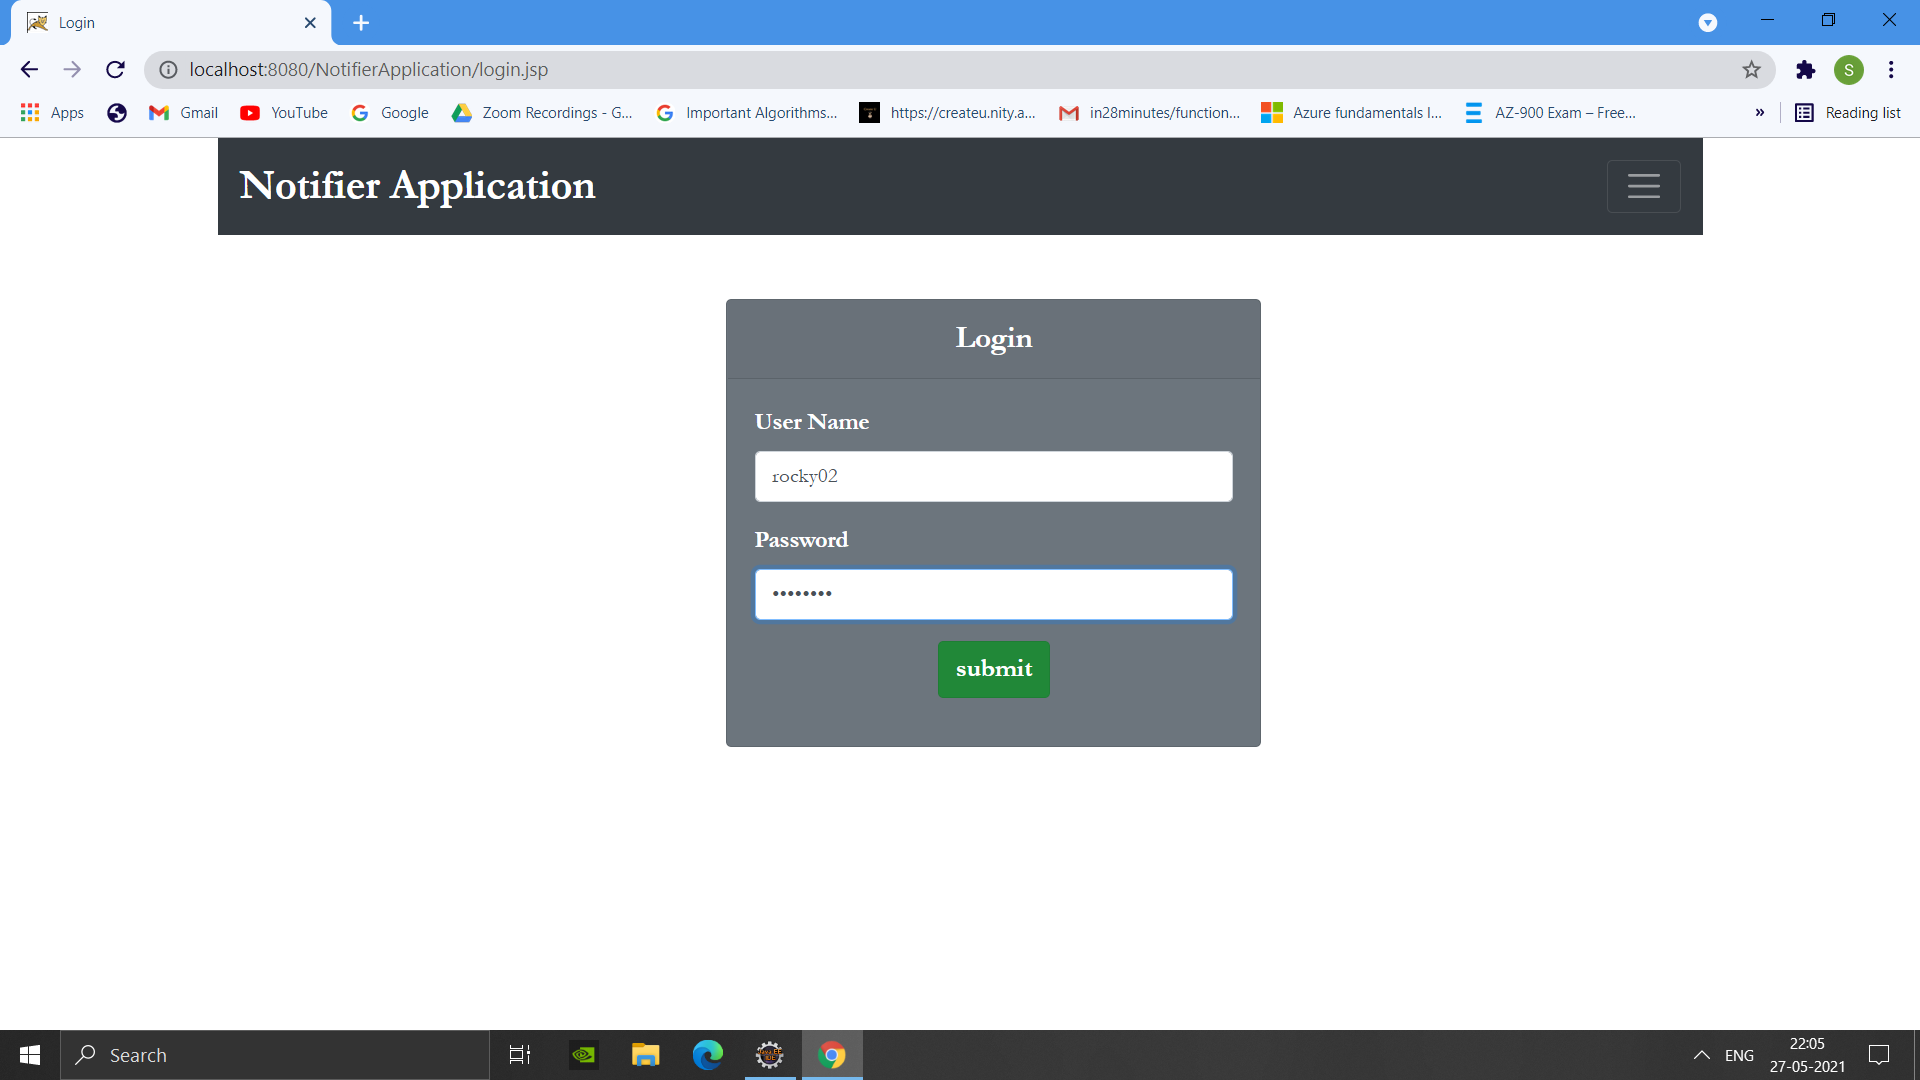 Login
localhost:8080/NotifierApplication/login.jsp
S
Apps
Gmail
YouTube
Google
Zoom Recordings - G...
Important Algorithms...
https://createu.nity.a...
in28minutes/function...
Azure fundamentals l...
AZ-900 Exam – Free...
»
Reading list
Notifier Application
Login
User Name
rocky02
Password
••••••••
submit
Search
ENG
22:05
27-05-2021